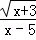 √(x+3)
x − 5